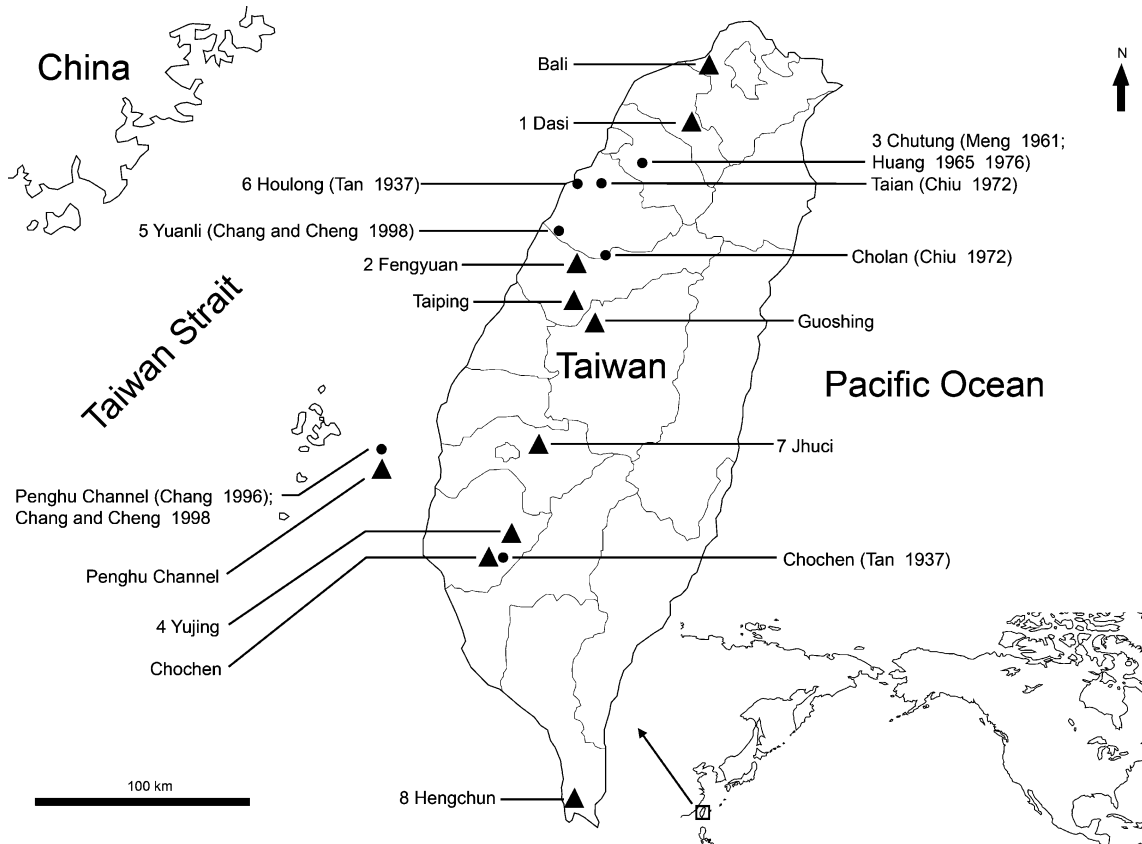 China
N
Bali
1 Dasi
3 Chutung (Meng 1961;
Huang 1965 1976)
6 Houlong (Tan 1937)
Taian (Chiu 1972)
5 Yuanli (Chang and Cheng 1998)
Cholan (Chiu 1972)
2 Fengyuan
Taiping
Guoshing
Taiwan Strait
Taiwan
Pacific Ocean
7 Jhuci
Penghu Channel (Chang 1996);
Chang and Cheng 1998
Chochen (Tan 1937)
Penghu Channel
4 Yujing
Chochen
100 km
8 Hengchun